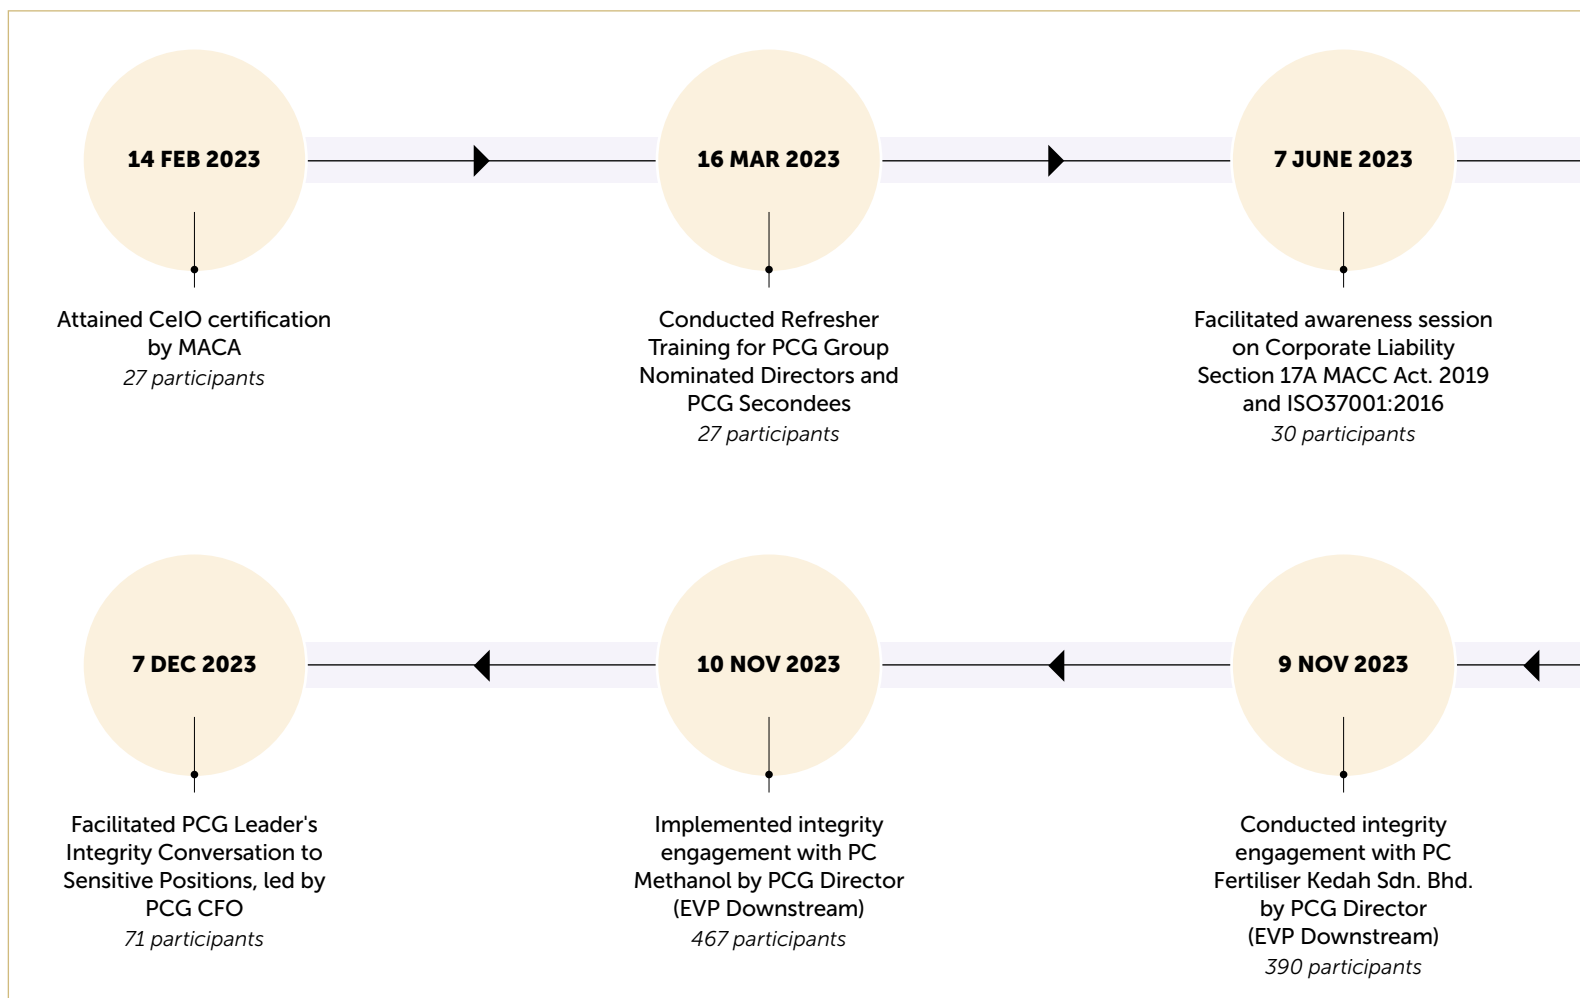 14 FEB 2023
Attained CeIO certification
by MACA
27 participants
16 MAR 2023
Conducted Refresher
Training for PCG Group
Nominated Directors and
PCG Secondees
27 participants
7 JUNE 2023
Facilitated awareness session
on Corporate Liability
Section 17A MACC Act. 2019
and ISO37001:2016
30 participants
7 DEC 2023
Facilitated PCG Leader's
Integrity Conversation to
Sensitive Positions, led by
PCG CFO
71 participants
10 NOV 2023
Implemented integrity
engagement with PC
Methanol by PCG Director
(EVP Downstream)
467 participants
9 NOV 2023
Conducted integrity
engagement with PC
Fertiliser Kedah Sdn. Bhd.
by PCG Director
(EVP Downstream)
390 participants